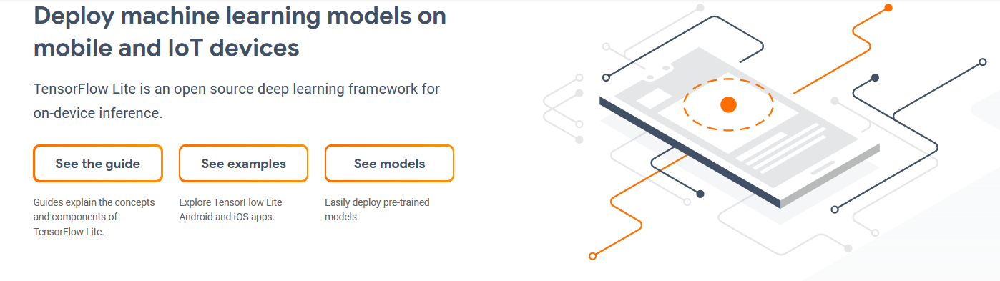 Deploy machine learning models on
mobile and IoT devices
TensorFlow Lite is an open source deep learning framework for
on-device inference.
See the guide
See examples
See models
Guides explain the concepts
and components of
TensorFlow Lite.
Explore TensorFlow Lite
Android and iOS apps.
Easily deploy pre-trained
models.